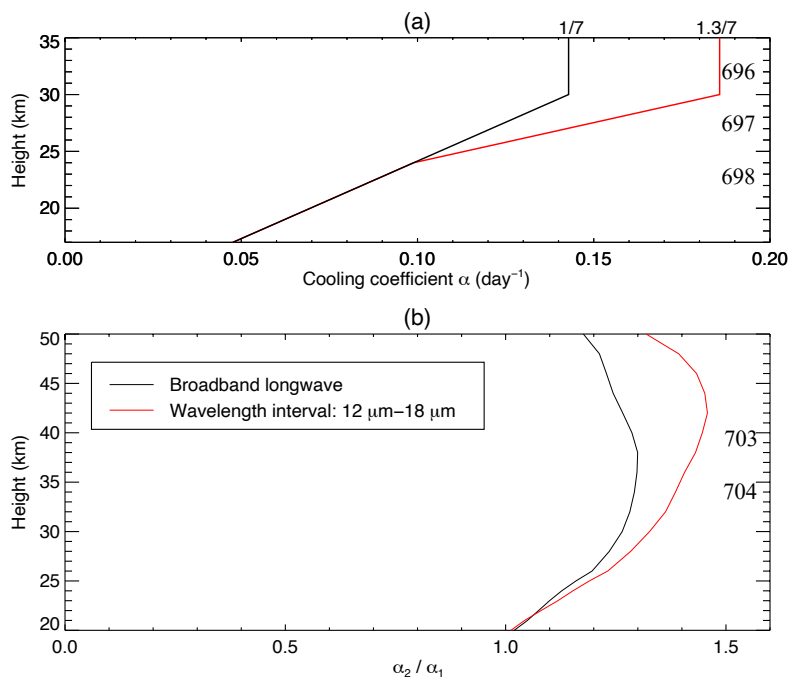 (a)
1/7 1.3/7
35
30
25
20
Height (km)
696
697
698
0.00 0.05 0.10 0.15 0.20
Cooling coefficient α (day⁻¹)
(b)
50
45
40
35
30
25
20
Height (km)
Broadband longwave
Wavelength interval: 12 μm−18 μm
703
704
0.0 0.5 1.0 1.5
α₂ / α₁